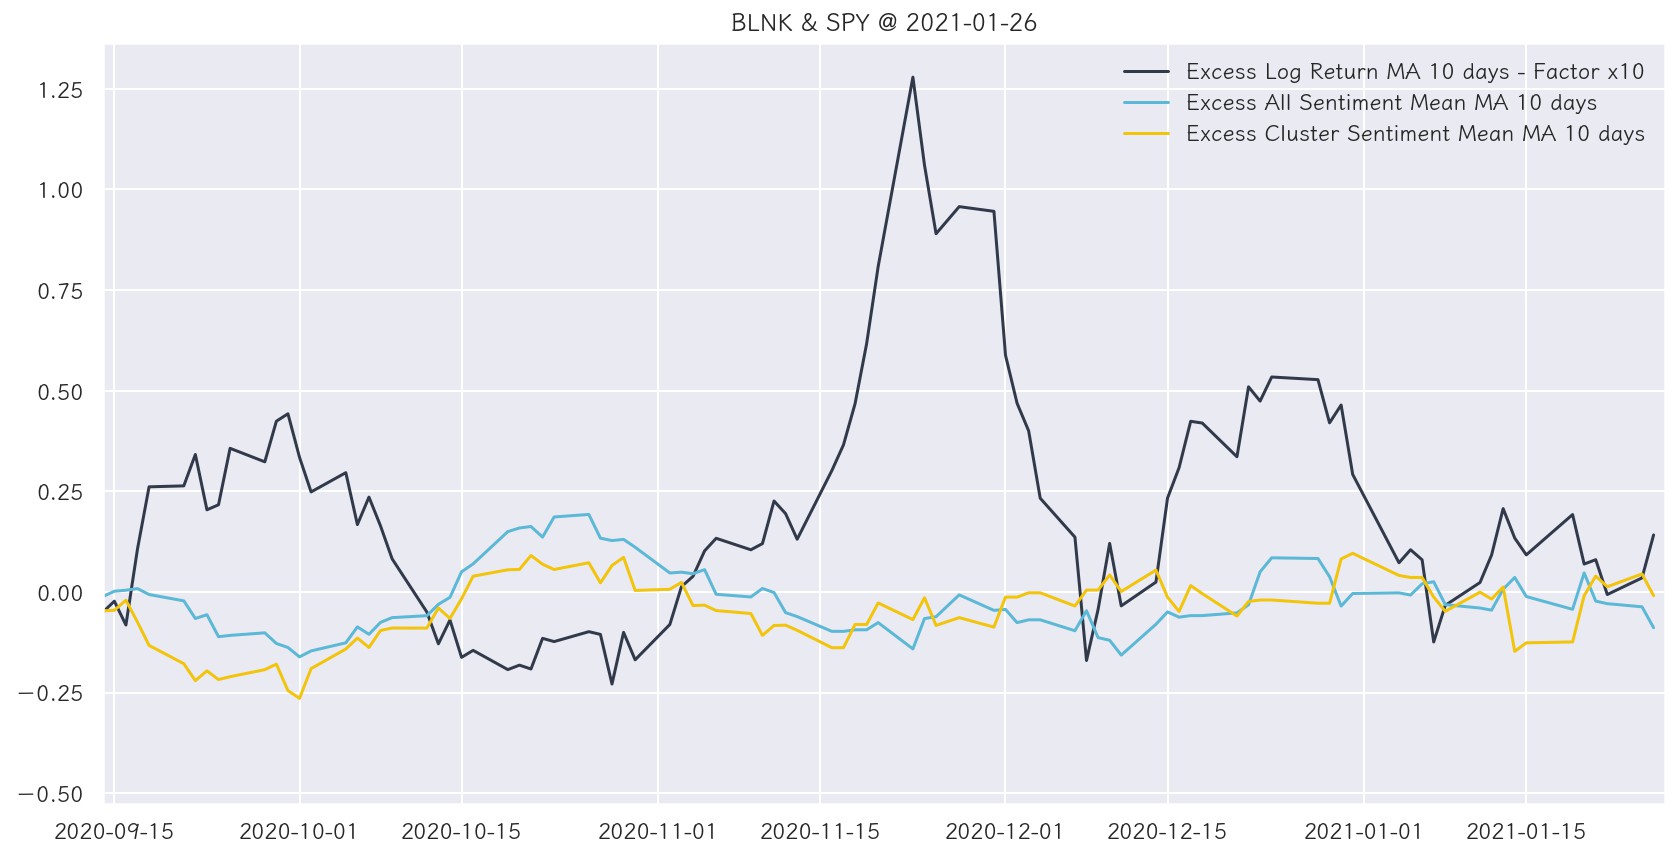 BLNK & SPY @ 2021-01-26
Excess Log Return MA 10 days - Factor x10
Excess All Sentiment Mean MA 10 days
Excess Cluster Sentiment Mean MA 10 days
1.25
1.00
0.75
0.50
0.25
0.00
−0.25
−0.50
2020-09-15 2020-10-01 2020-10-15 2020-11-01 2020-11-15 2020-12-01 2020-12-15 2021-01-01 2021-01-15